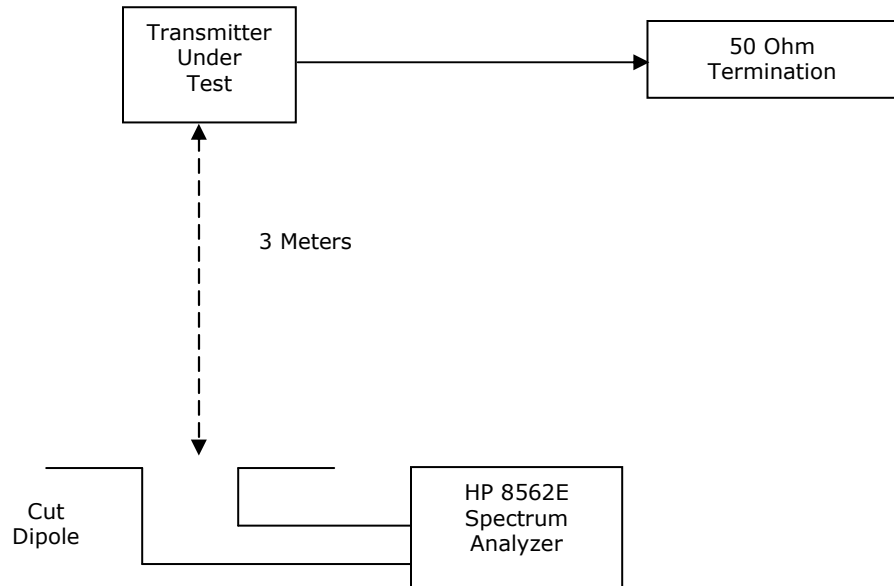 Transmitter
Under
Test
50 Ohm
Termination
3 Meters
Cut
Dipole
HP 8562E
Spectrum
Analyzer